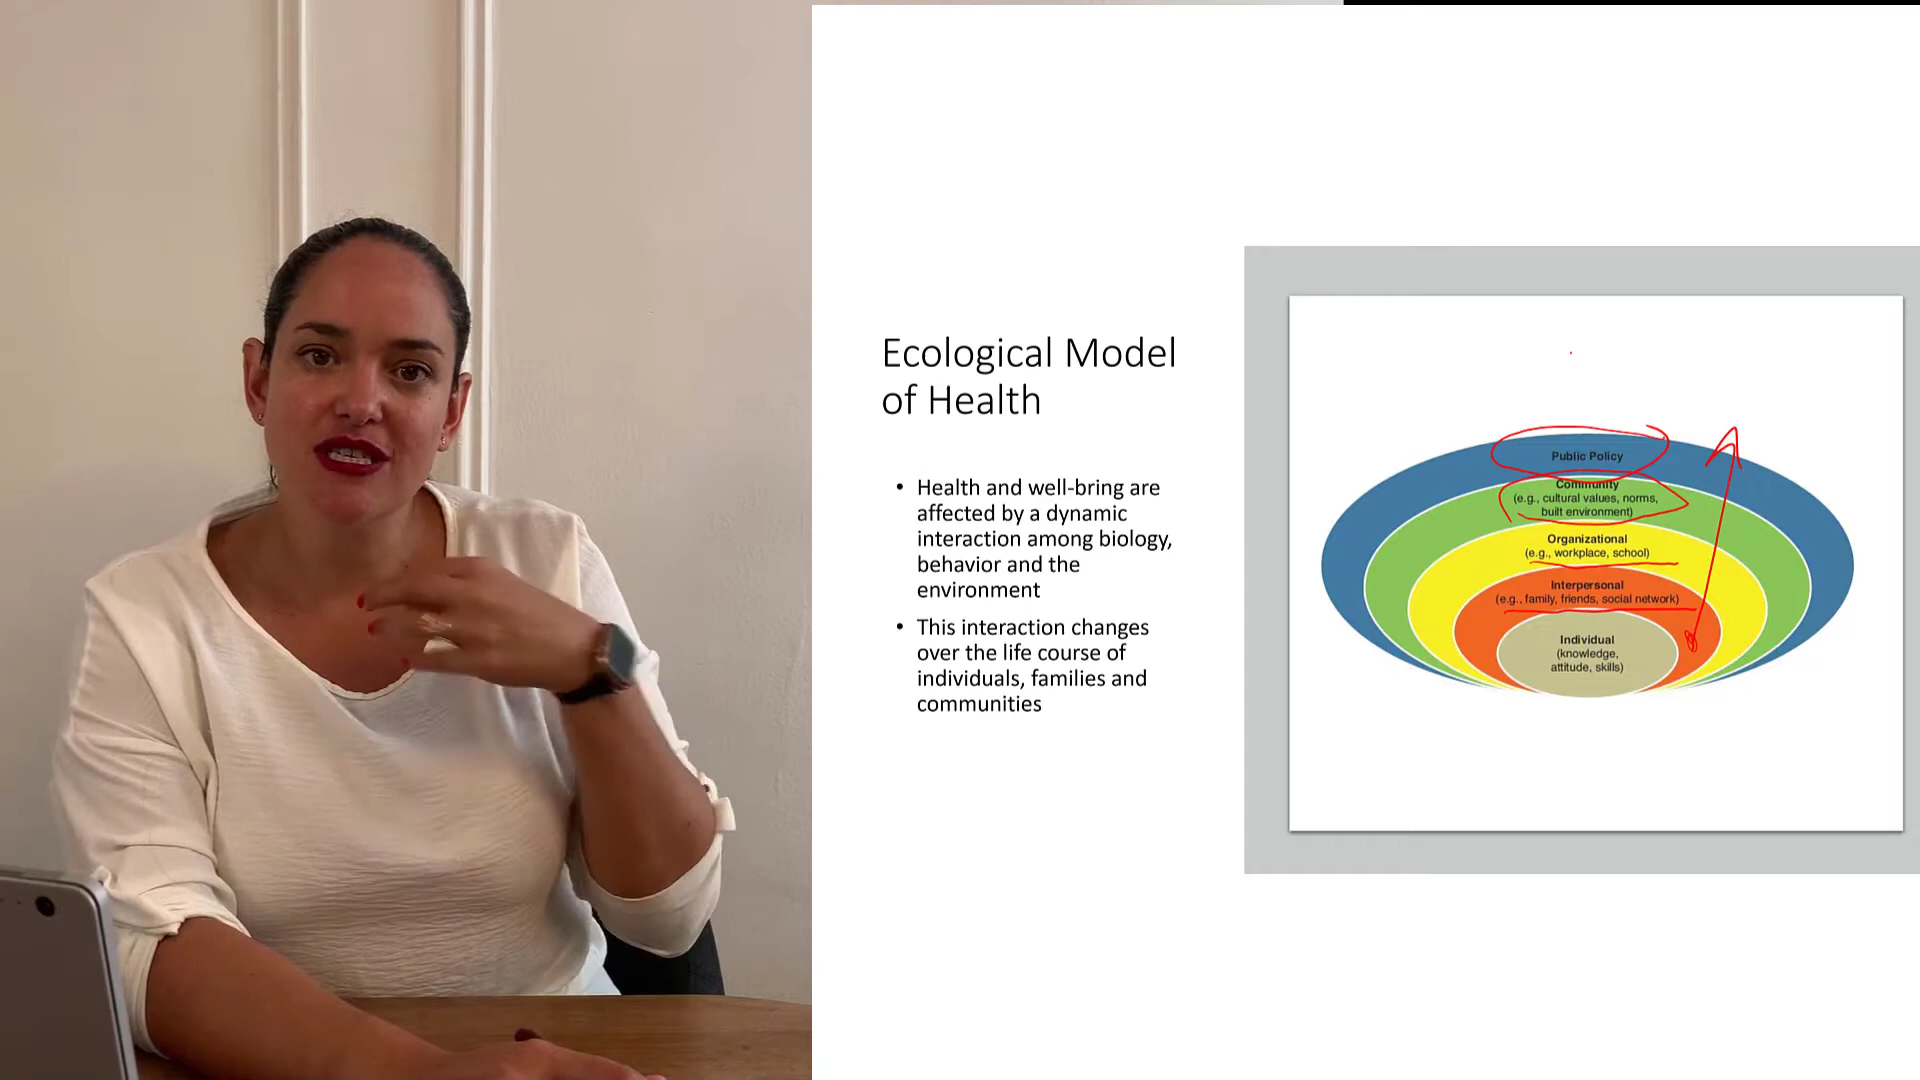 Ecological Model
of Health
• Health and well-bring are
affected by a dynamic
interaction among biology,
behavior and the
environment
• This interaction changes
over the life course of
individuals, families and
communities
Public Policy
Community
(e.g., cultural values, norms,
built environment)
Organizational
(e.g., workplace, school)
Interpersonal
(e.g., family, friends, social network)
Individual
(knowledge,
attitude, skills)